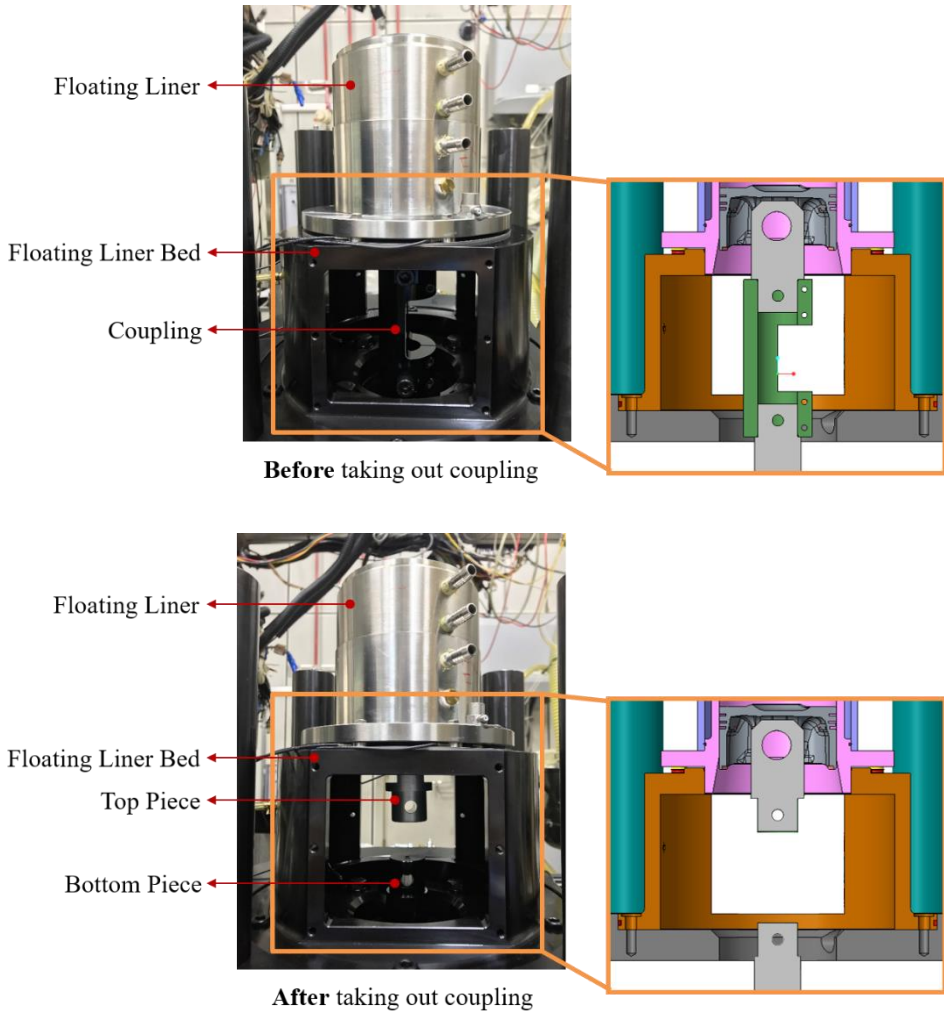 Floating Liner
Floating Liner Bed
Coupling
Before taking out coupling
Floating Liner
Floating Liner Bed
Top Piece
Bottom Piece
After taking out coupling